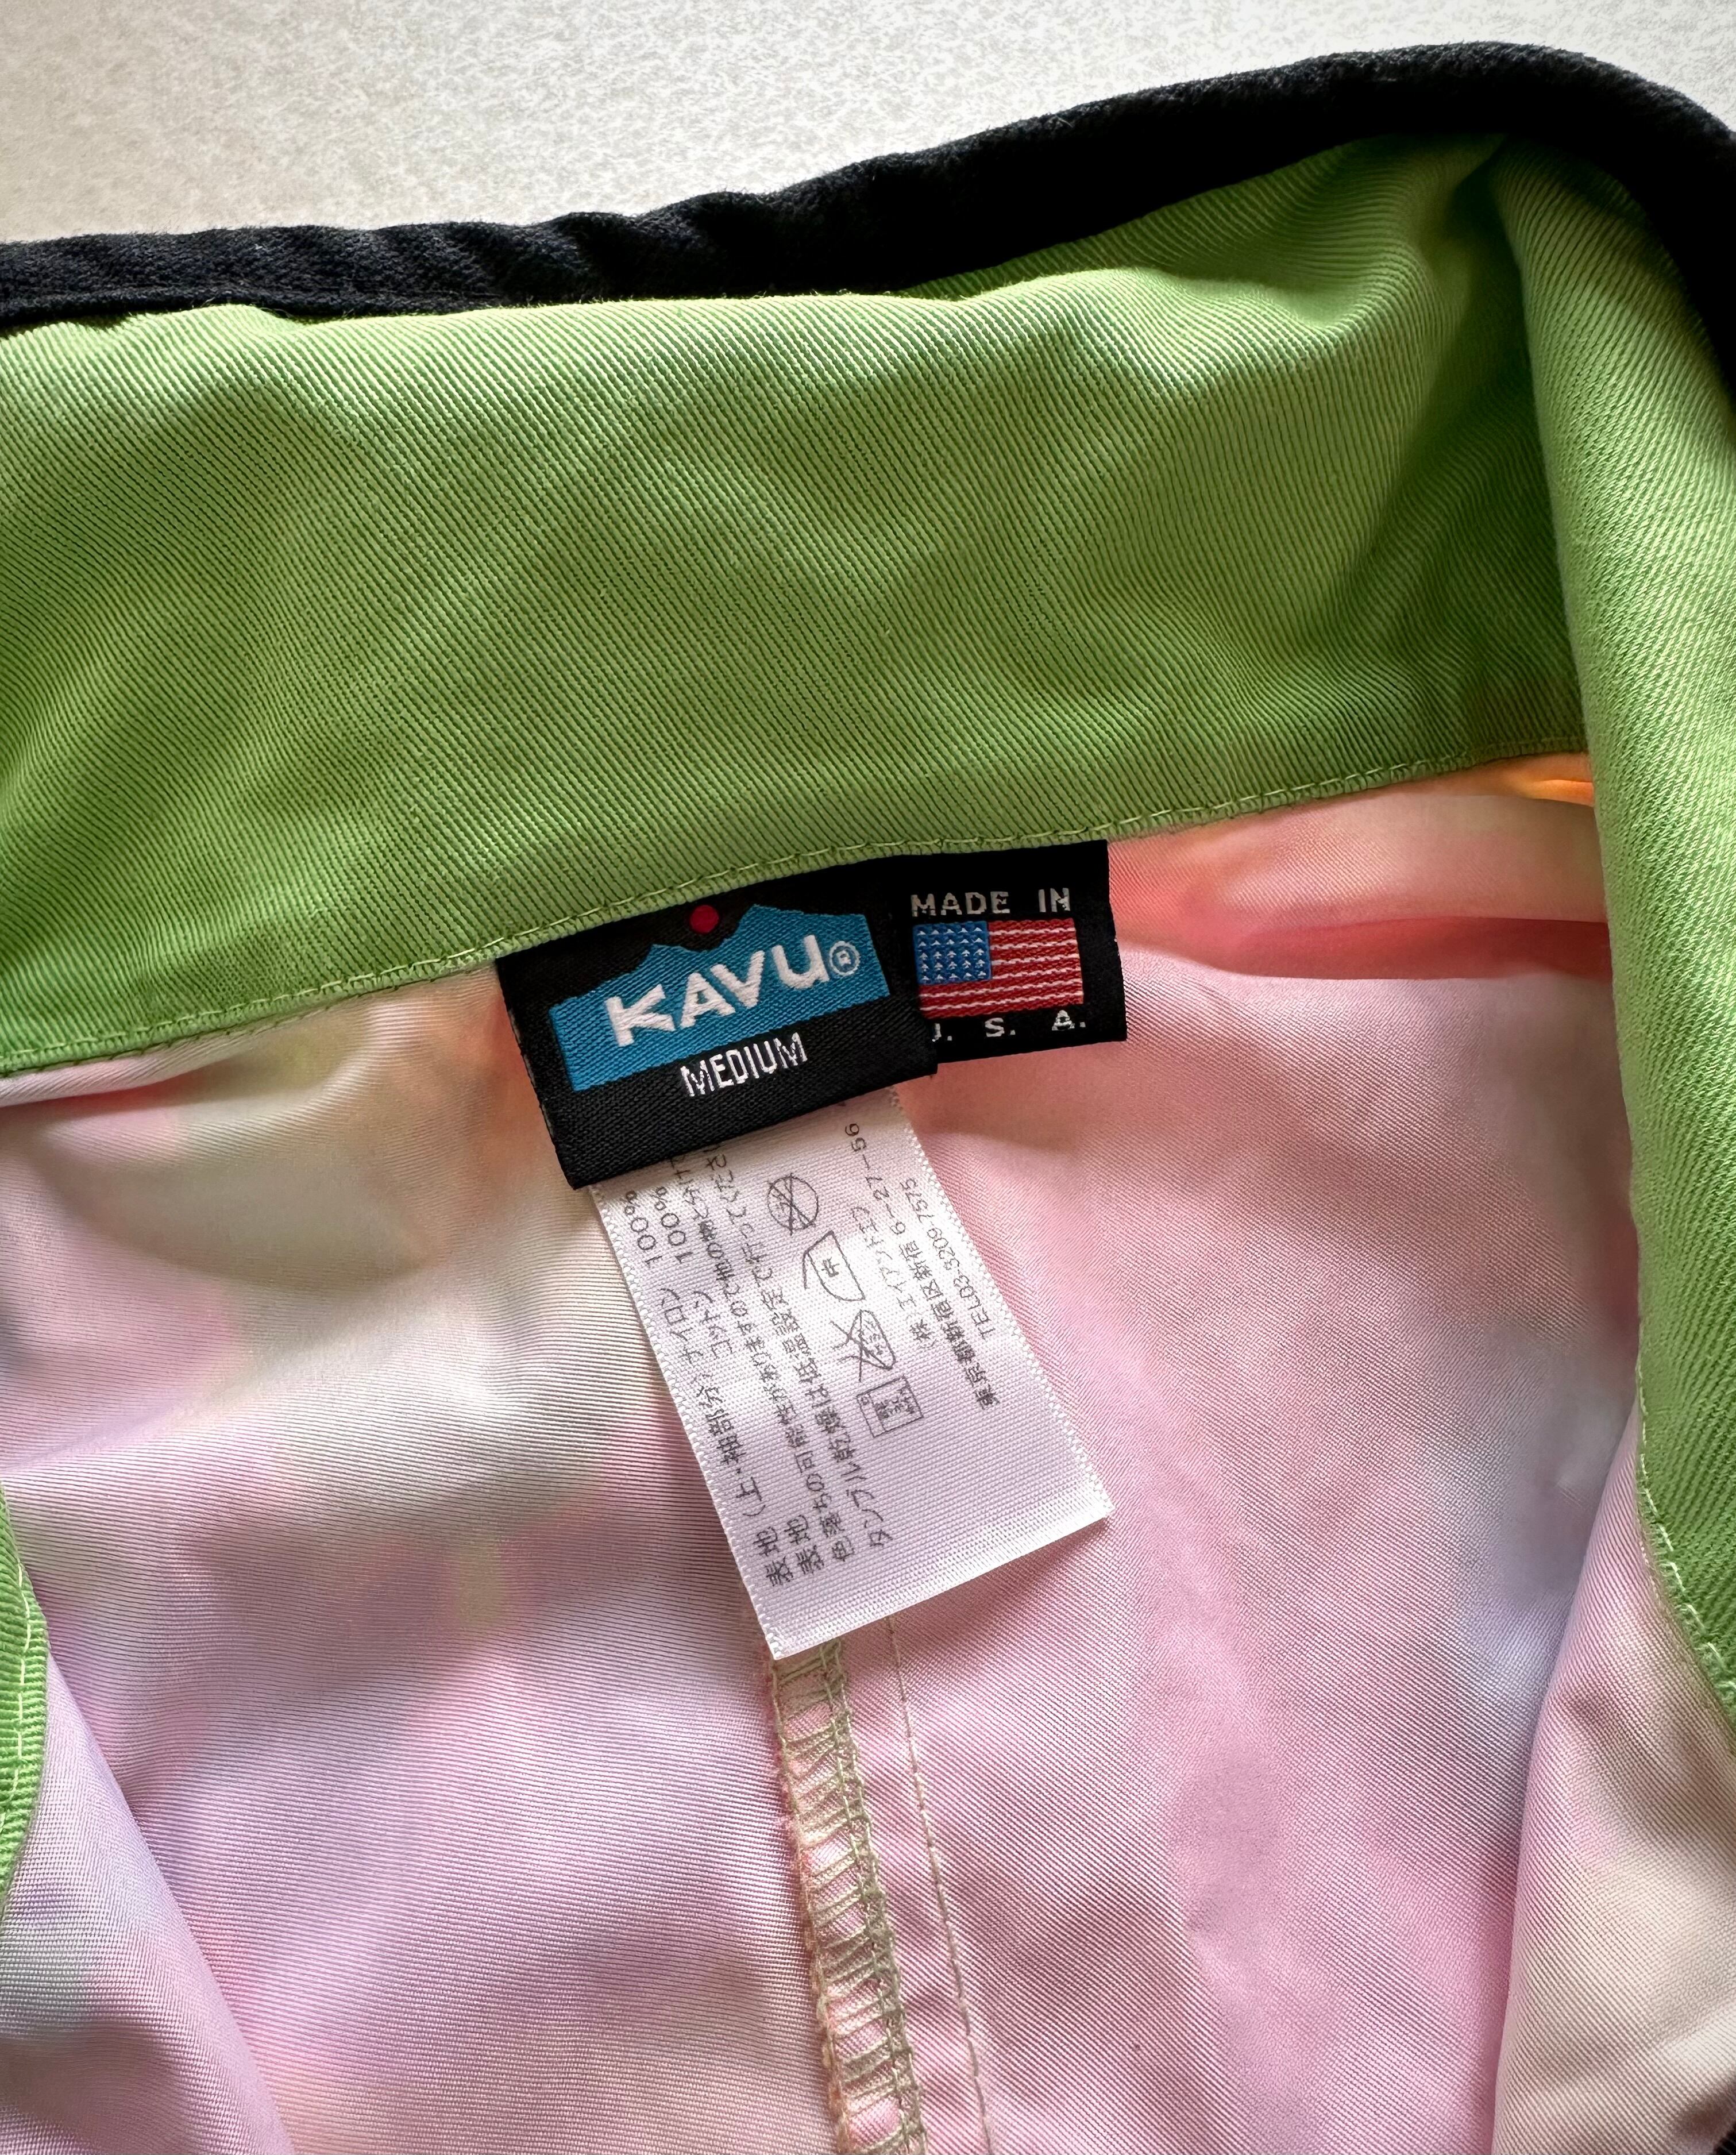 KAVU®
MEDIUM
MADE IN
U. S. A.
表地(上・袖部分)ナイロン 100%
表地 コットン 100%
色落ちの可能性がありますので他の物と分けて
タンブル乾燥は低温設定で行ってください
中
(株)エイアンドエフ
東京都新宿区新宿6-27-56
TEL03-3209-7575